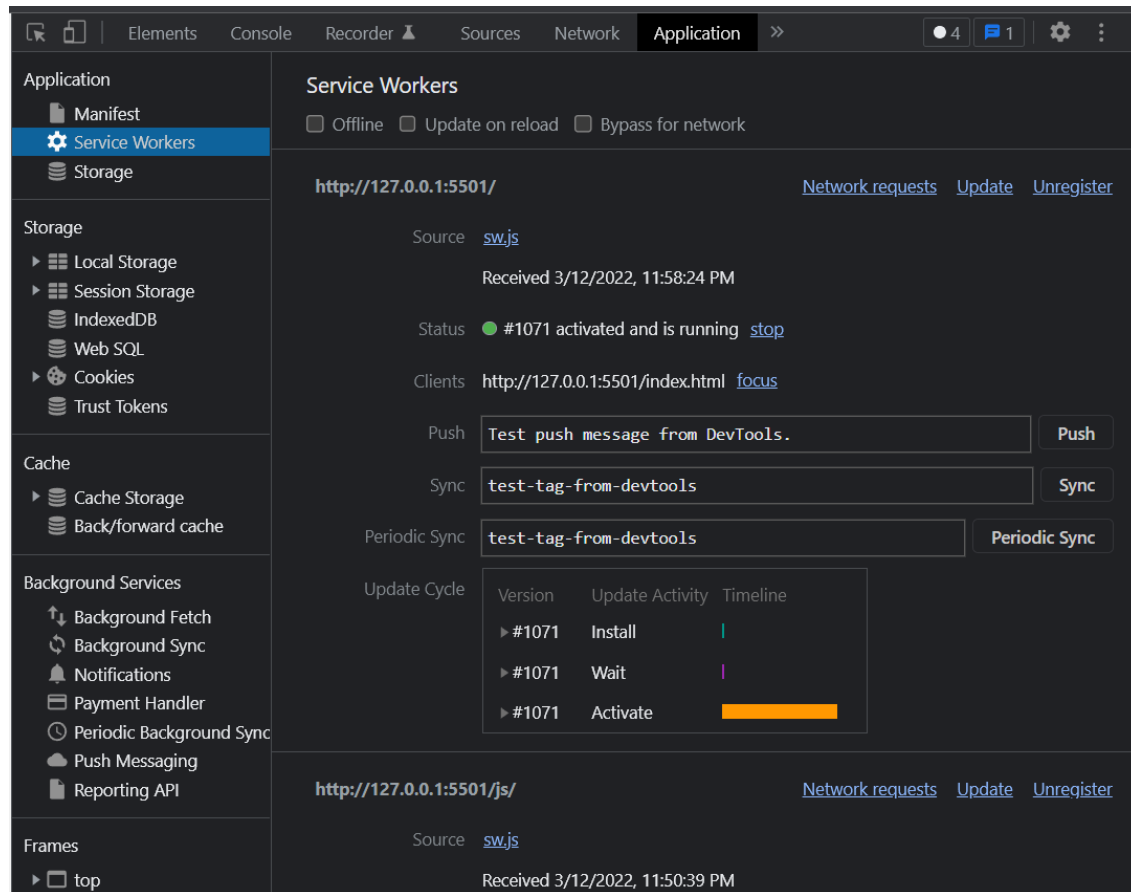 Elements Console Recorder Sources Network Application » 4 1
Application
Manifest
Service Workers
Storage
Storage
Local Storage
Session Storage
IndexedDB
Web SQL
Cookies
Trust Tokens
Cache
Cache Storage
Back/forward cache
Background Services
Background Fetch
Background Sync
Notifications
Payment Handler
Periodic Background Sync
Push Messaging
Reporting API
Frames
top
Service Workers
Offline Update on reload Bypass for network
http://127.0.0.1:5501/ Network requests Update Unregister
Source sw.js
Received 3/12/2022, 11:58:24 PM
Status #1071 activated and is running stop
Clients http://127.0.0.1:5501/index.html focus
Push Test push message from DevTools. Push
Sync test-tag-from-devtools Sync
Periodic Sync test-tag-from-devtools Periodic Sync
Update Cycle Version Update Activity Timeline
#1071 Install
#1071 Wait
#1071 Activate
http://127.0.0.1:5501/js/ Network requests Update Unregister
Source sw.js
Received 3/12/2022, 11:50:39 PM